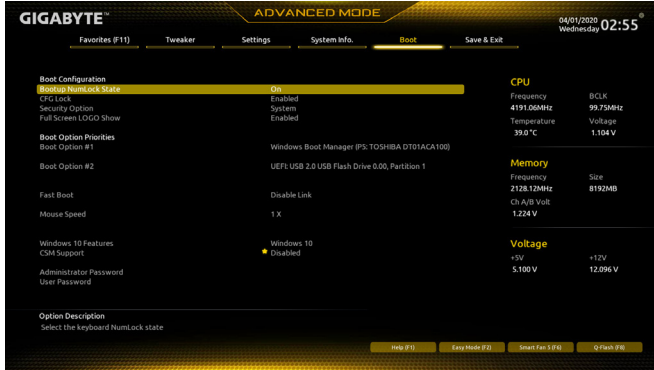 GIGABYTE™
ADVANCED MODE
04/01/2020
Wednesday 02:55
Favorites (F11) Tweaker Settings System Info. Boot Save & Exit
Boot Configuration
Bootup NumLock State On
CFG Lock Enabled
Security Option System
Full Screen LOGO Show Enabled
Boot Option Priorities
Boot Option #1 Windows Boot Manager (P5: TOSHIBA DT01ACA100)
Boot Option #2 UEFI: USB 2.0 USB Flash Drive 0.00, Partition 1
Fast Boot Disable Link
Mouse Speed 1 X
Windows 10 Features Windows 10
CSM Support Disabled
Administrator Password
User Password
CPU
Frequency BCLK
4191.06MHz 99.75MHz
Temperature Voltage
39.0 °C 1.104 V
Memory
Frequency Size
2128.12MHz 8192MB
Ch A/B Volt
1.224 V
Voltage
+5V +12V
5.100 V 12.096 V
Option Description
Select the keyboard NumLock state
Help (F1) Easy Mode (F2) Smart Fan 5 (F6) Q-Flash (F8)